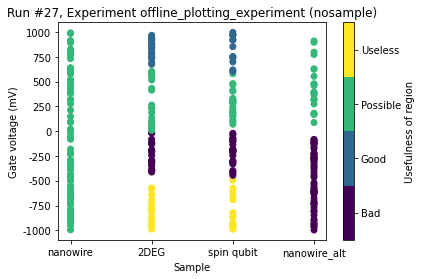 Run #27, Experiment offline_plotting_experiment (nosample)
1000
750
500
250
0
-250
-500
-750
-1000
Gate voltage (mV)
nanowire
2DEG
spin qubit
nanowire_alt
Sample
Useless
Possible
Good
Bad
Usefulness of region